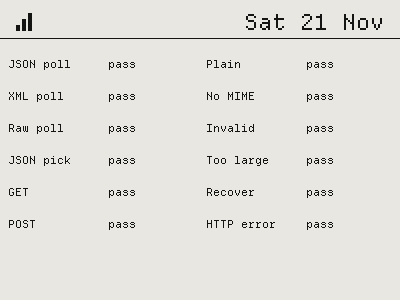 Sat 21 Nov
JSON poll pass Plain pass
XML poll pass No MIME pass
Raw poll pass Invalid pass
JSON pick pass Too large pass
GET pass Recover pass
POST pass HTTP error pass